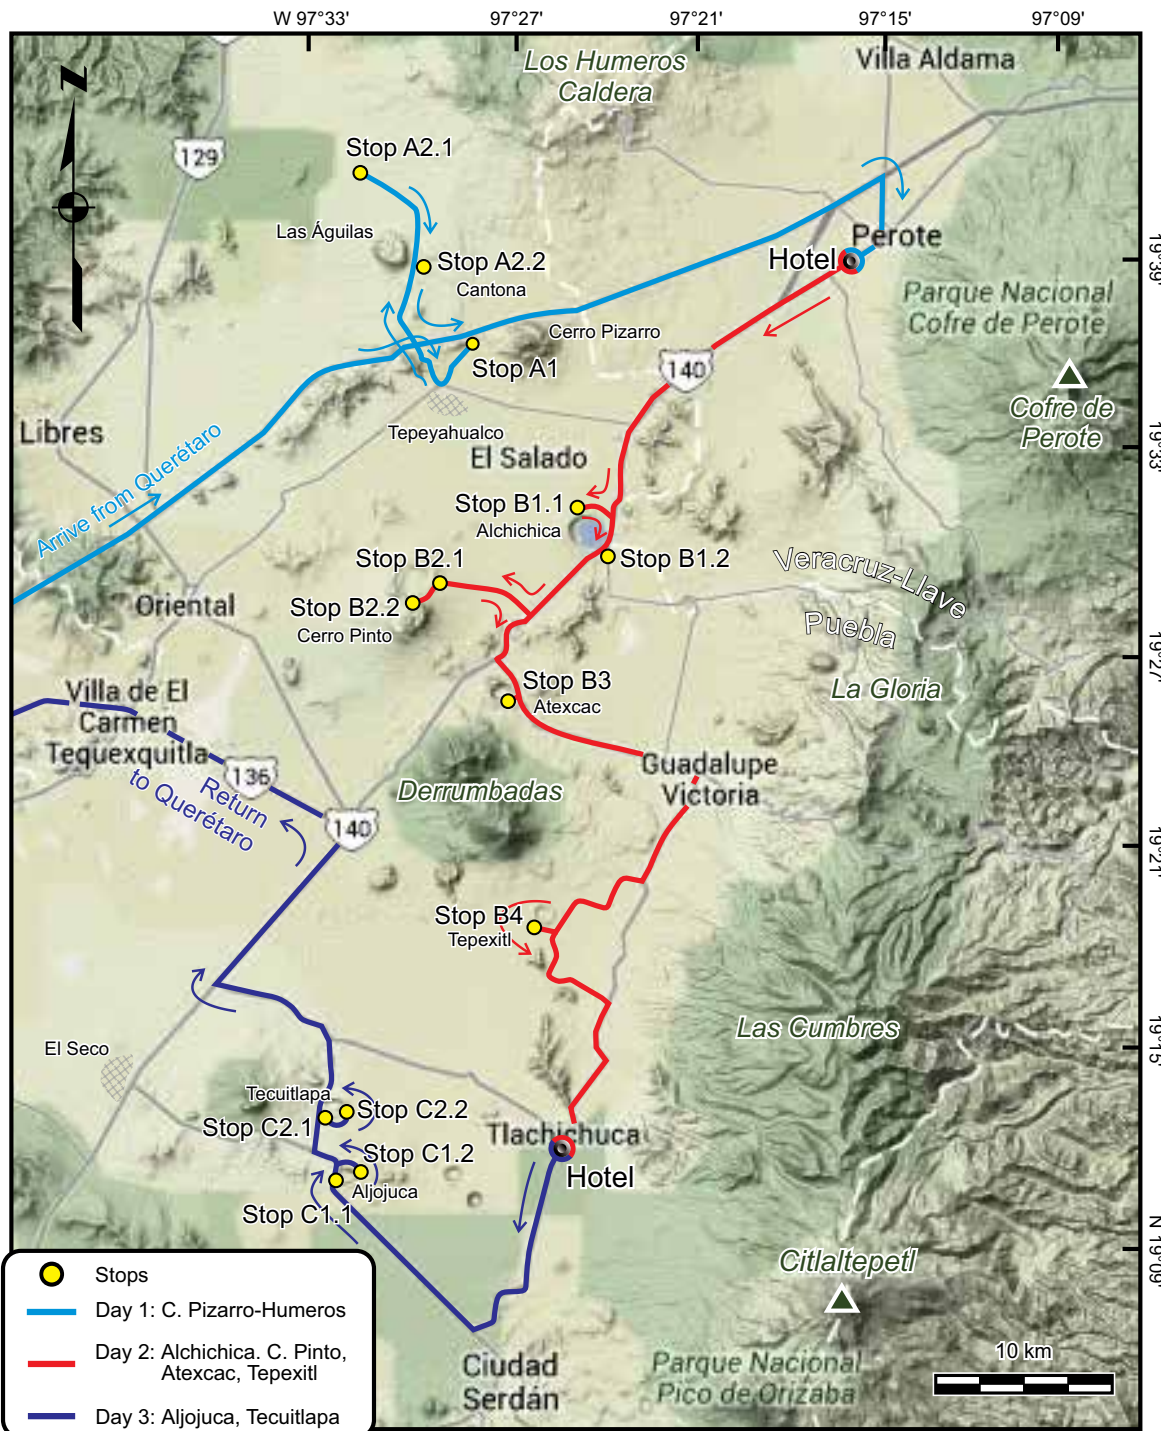 W 97°33'
97°27'
97°21'
97°15'
97°09'
Los Humeros
Caldera
Villa Aldama
N
129
Stop A2.1
Las Águilas
Stop A2.2
Cantona
Perote
Hotel
19°39'
Parque Nacional
Cofre de Perote
Cerro Pizarro
Stop A1
140
Cofre de
Perote
Libres
Tepeyahualco
19°33'
El Salado
Arrive from Querétaro
Stop B1.1
Alchichica
Stop B2.1
Stop B1.2
Veracruz-Llave
Puebla
Oriental
Stop B2.2
Cerro Pinto
19°27'
Stop B3
Atexcac
La Gloria
Villa de El
Carmen
Tequexquitla
136
Guadalupe
Victoria
Derrumbadas
Return
to Querétaro
140
19°21'
Stop B4
Tepexitl
Las Cumbres
El Seco
19°15'
Tecuitlapa
Stop C2.2
Stop C2.1
Tlachichuca
Stop C1.2
Hotel
Aljojuca
Stop C1.1
N 19°09'
Citlaltepetl
Stops
Day 1: C. Pizarro-Humeros
Day 2: Alchichica. C. Pinto,
Atexcac, Tepexitl
Day 3: Aljojuca, Tecuitlapa
Ciudad
Serdán
Parque Nacional
Pico de Orizaba
10 km